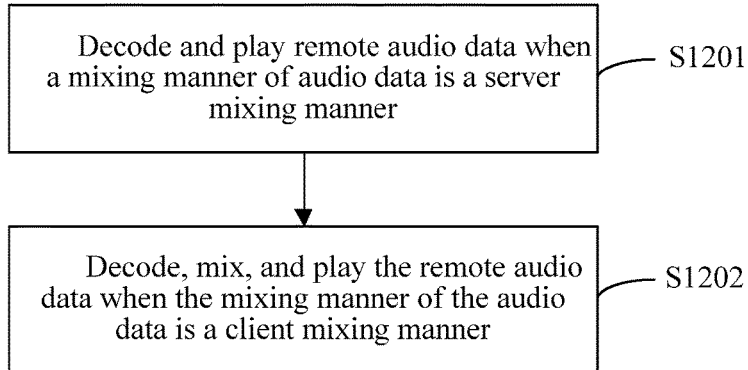 Decode and play remote audio data when
a mixing manner of audio data is a server
mixing manner
S1201
Decode, mix, and play the remote audio
data when the mixing manner of the audio
data is a client mixing manner
S1202